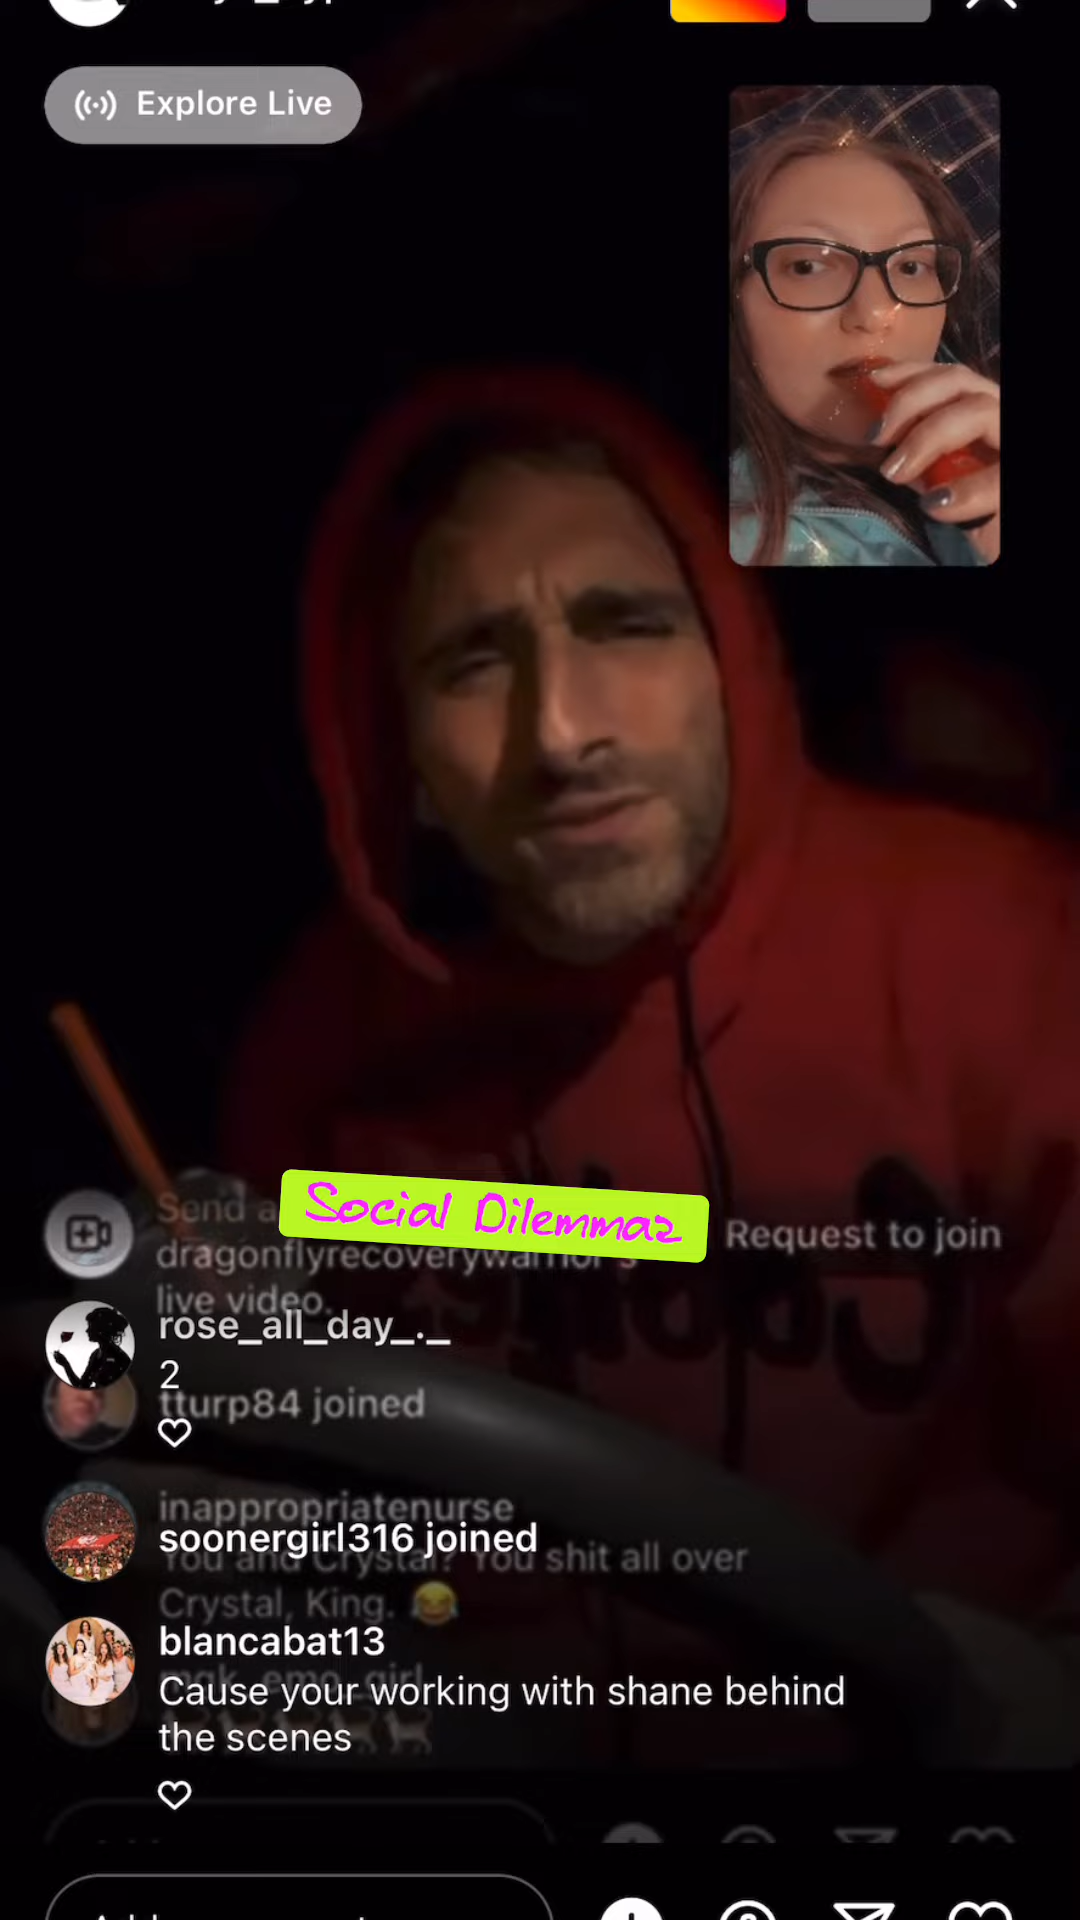 Explore Live
Social Dilemmaz
Send a
dragonflyrecoverywarrior's
live video.
Request to join
rose_all_day_._
2
tturp84 joined
inappropriatenurse
soonergirl316 joined
You and Crystal? You shit all over
Crystal, King. 😂
blancabat13
mgk_emo_girl
Cause your working with shane behind
the scenes